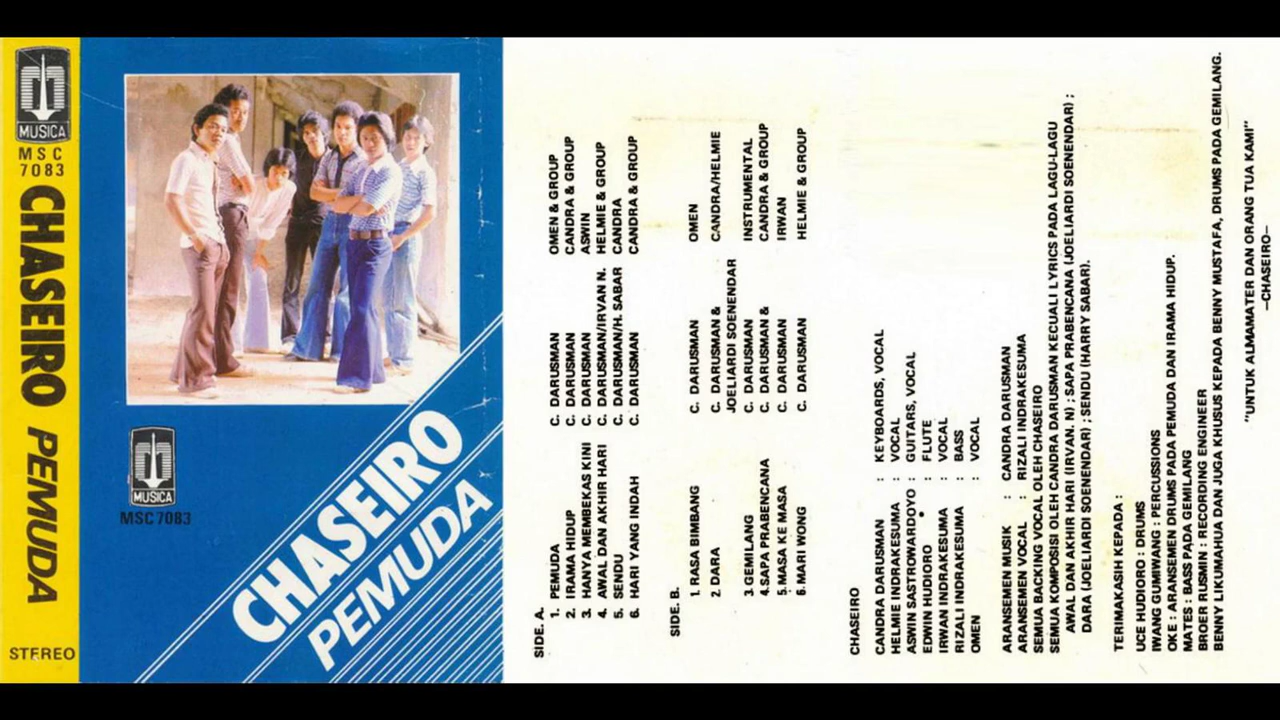 MUSICA
MSC
7083
CHASEIRO PEMUDA
STEREO
MUSICA
MSC 7083
CHASEIRO
PEMUDA
SIDE. A.
1. PEMUDA C. DARUSMAN OMEN & GROUP
2. IRAMA HIDUP C. DARUSMAN CANDRA & GROUP
3. HANYA MEMBEKAS KINI C. DARUSMAN ASWIN
4. AWAL DAN AKHIR HARI C. DARUSMAN/IRVAN N. HELMIE & GROUP
5. SENDU C. DARUSMAN/H. SABAR CANDRA
6. HARI YANG INDAH C. DARUSMAN CANDRA & GROUP
SIDE. B.
1. RASA BIMBANG C. DARUSMAN OMEN
2. DARA C. DARUSMAN & CANDRA/HELMIE
JOELIARDI SOENENDAR
3. GEMILANG C. DARUSMAN INSTRUMENTAL
4. SAPA PRABENCANA C. DARUSMAN & CANDRA & GROUP
5. MASA KE MASA C. DARUSMAN IRWAN
6. MARI WONG C. DARUSMAN HELMIE & GROUP
CHASEIRO
CANDRA DARUSMAN : KEYBOARDS, VOCAL
HELMIE INDRAKESUMA : VOCAL
ASWIN SASTROWARDOYO : GUITARS, VOCAL
EDWIN HUDIORO : FLUTE
IRWAN INDRAKESUMA : VOCAL
RIZALI INDRAKESUMA : BASS
OMEN : VOCAL
ARANSEMEN MUSIK : CANDRA DARUSMAN
ARANSEMEN VOCAL : RIZALI INDRAKESUMA
SEMUA BACKING VOCAL OLEH CHASEIRO
SEMUA KOMPOSISI OLEH CANDRA DARUSMAN KECUALI LYRICS PADA LAGU-LAGU
AWAL DAN AKHIR HARI (IRVAN. N) ; SAPA PRABENCANA (JOELIARDI SOENENDAR) ;
DARA (JOELIARDI SOENENDAR) ; SENDU (HARRY SABAR).
TERIMAKASIH KEPADA :
UCE HUDIORO : DRUMS
IWANG GUMIWANG : PERCUSSIONS
OKE : ARANSEMEN DRUMS PADA PEMUDA DAN IRAMA HIDUP.
MATES : BASS PADA GEMILANG
BROER RUSMIN : RECORDING ENGINEER
BENNY LIKUMAHUA DAN JUGA KHUSUS KEPADA BENNY MUSTAFA, DRUMS PADA GEMILANG.
"UNTUK ALMAMATER DAN ORANG TUA KAMI"
—CHASEIRO—